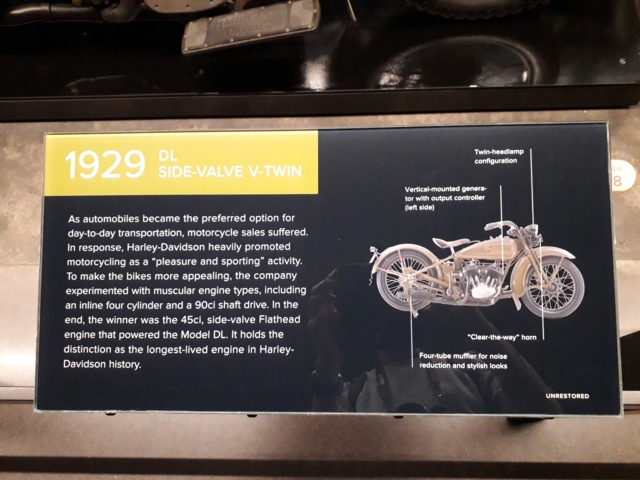 HARLEY-DAVIDSON
1929
DL
SIDE-VALVE V-TWIN
As automobiles became the preferred option for
day-to-day transportation, motorcycle sales suffered.
In response, Harley-Davidson heavily promoted
motorcycling as a “pleasure and sporting” activity.
To make the bikes more appealing, the company
experimented with muscular engine types, including
an inline four cylinder and a 90ci shaft drive. In the
end, the winner was the 45ci, side-valve Flathead
engine that powered the Model DL. It holds the
distinction as the longest-lived engine in Harley-
Davidson history.
Twin-headlamp
configuration
Vertical-mounted genera-
tor with output controller
(left side)
“Clear-the-way” horn
Four-tube muffler for noise
reduction and stylish looks
UNRESTORED
8